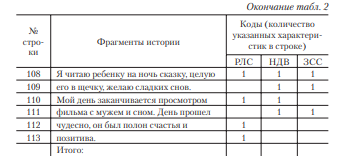 Окончание табл. 2
№ стро-ки Фрагменты истории Коды (количество указанных характеристик в строке)
РЛС НДВ ЗСС
108 Я читаю ребенку на ночь сказку, целую 1 1 1
109 его в щечку, желаю сладких снов. 1 1
110 Мой день заканчивается просмотром 1 1
111 фильма с мужем и сном. День прошел 1 1
112 чудесно, он был полон счастья и 1
113 позитива. 1
Итого: